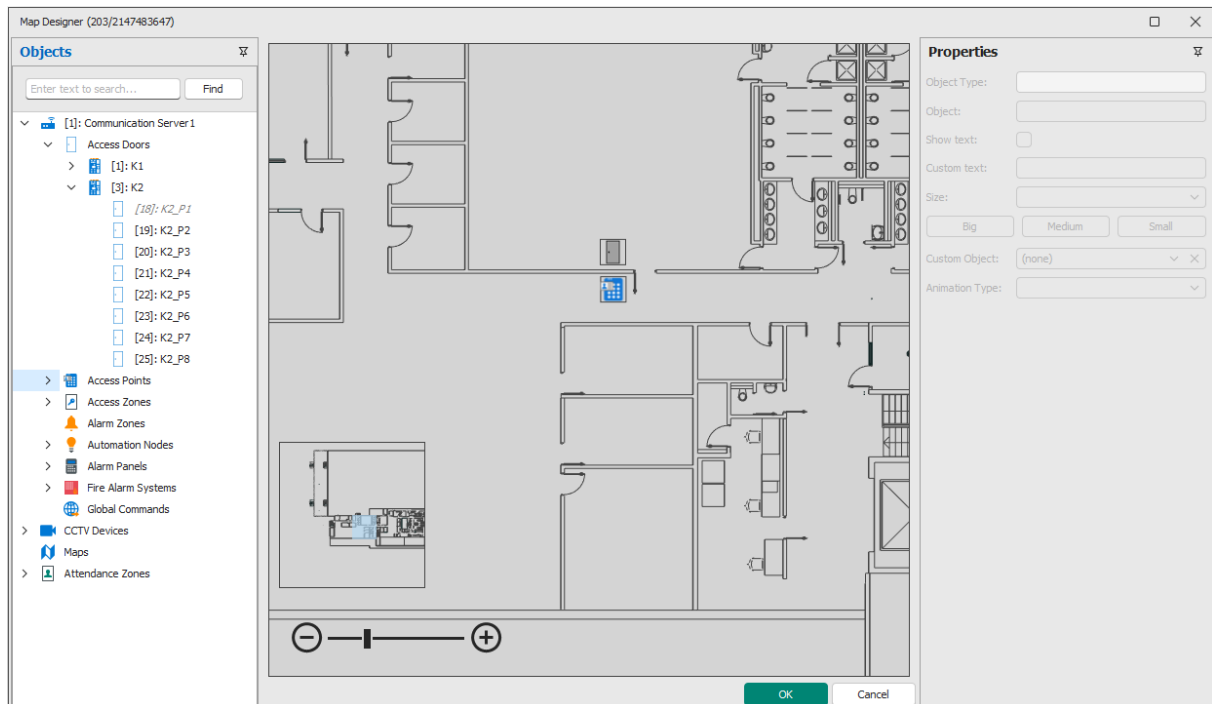 Map Designer (203/2147483647)
Objects
Enter text to search...
Find
[1]: Communication Server1
Access Doors
[1]: K1
[3]: K2
[18]: K2_P1
[19]: K2_P2
[20]: K2_P3
[21]: K2_P4
[22]: K2_P5
[23]: K2_P6
[24]: K2_P7
[25]: K2_P8
Access Points
Access Zones
Alarm Zones
Automation Nodes
Alarm Panels
Fire Alarm Systems
Global Commands
CCTV Devices
Maps
Attendance Zones
OK
Cancel
Properties
Object Type:
Object:
Show text:
Custom text:
Size:
Big
Medium
Small
Custom Object:
(none)
Animation Type: